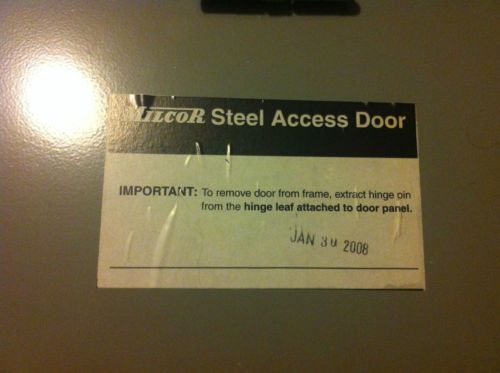 MILCOR Steel Access Door
IMPORTANT: To remove door from frame, extract hinge pin
from the hinge leaf attached to door panel.
JAN 30 2008